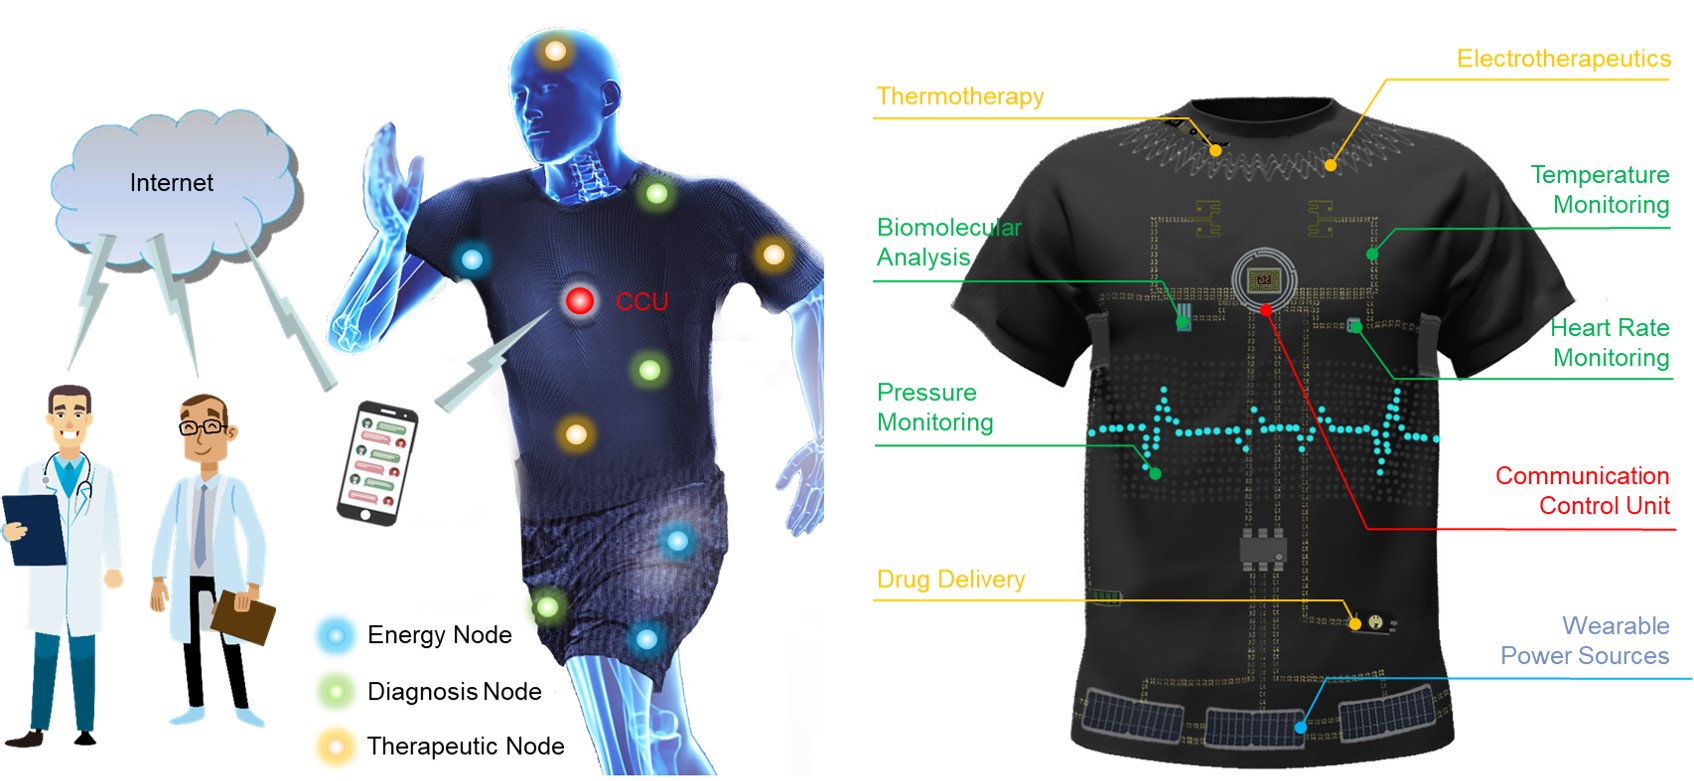 Internet
CCU
Energy Node
Diagnosis Node
Therapeutic Node
Electrotherapeutics
Thermotherapy
Temperature
Monitoring
Biomolecular
Analysis
Heart Rate
Monitoring
Pressure
Monitoring
Communication
Control Unit
Drug Delivery
Wearable
Power Sources